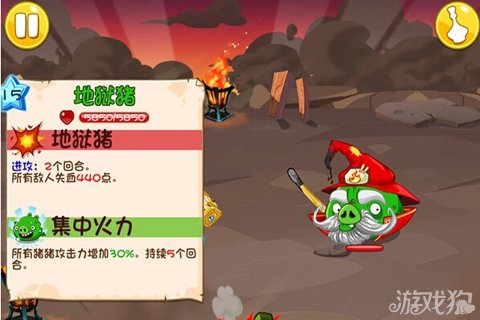 15
地狱猪
5850/5850
地狱猪
进攻：2个回合。
所有敌人失血440点。
集中火力
所有猪猪攻击力增加30%。持续5个回
合。
游戏狗